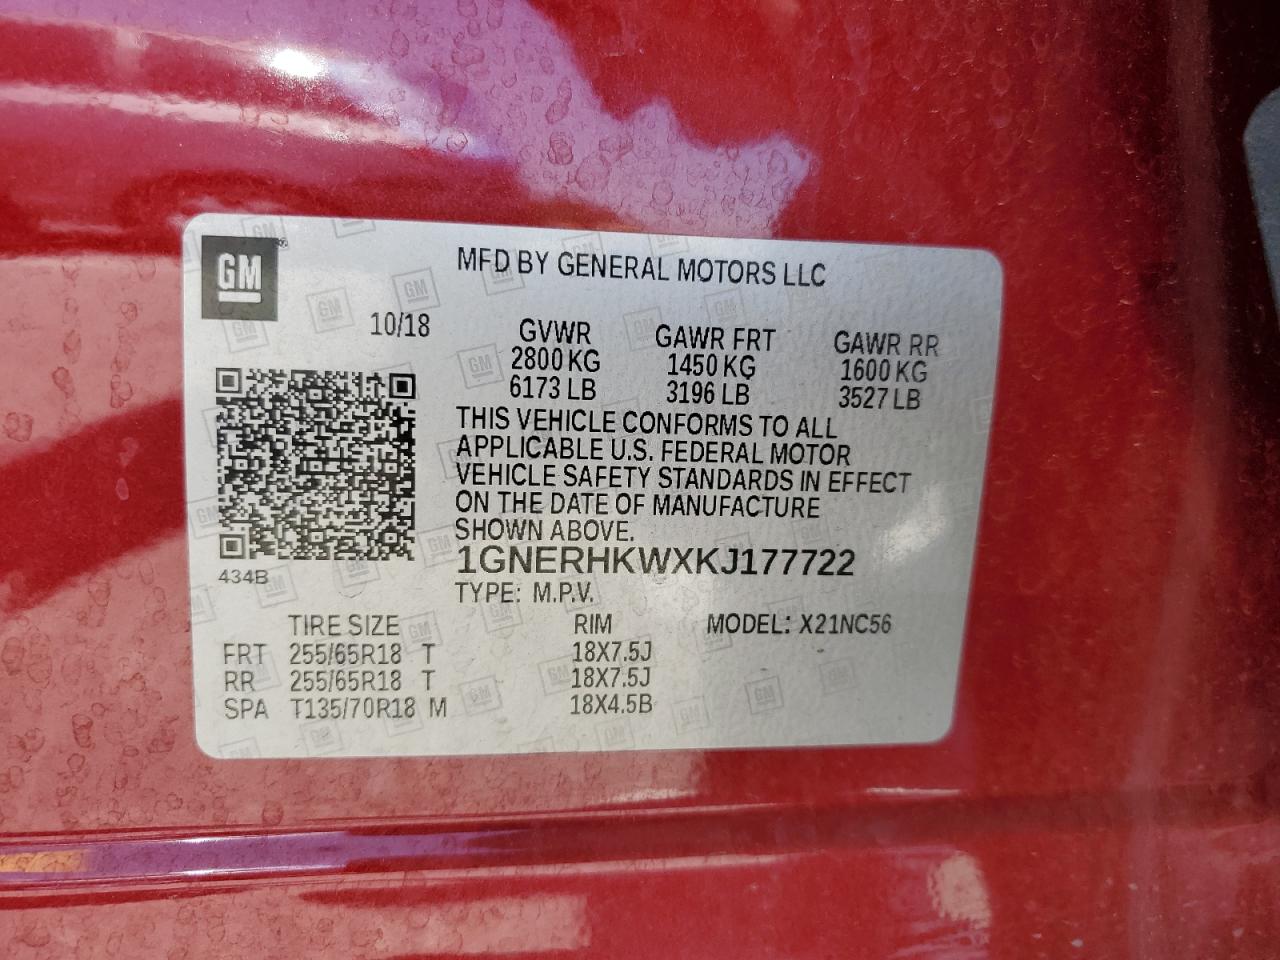 GM
MFD BY GENERAL MOTORS LLC
10/18
GVWR GAWR FRT GAWR RR
2800 KG 1450 KG 1600 KG
6173 LB 3196 LB 3527 LB
THIS VEHICLE CONFORMS TO ALL
APPLICABLE U.S. FEDERAL MOTOR
VEHICLE SAFETY STANDARDS IN EFFECT
ON THE DATE OF MANUFACTURE
SHOWN ABOVE.
1GNERHKWXKJ177722
434B
TYPE: M.P.V.
TIRE SIZE RIM MODEL: X21NC56
FRT 255/65R18 T 18X7.5J
RR 255/65R18 T 18X7.5J
SPA T135/70R18 M 18X4.5B